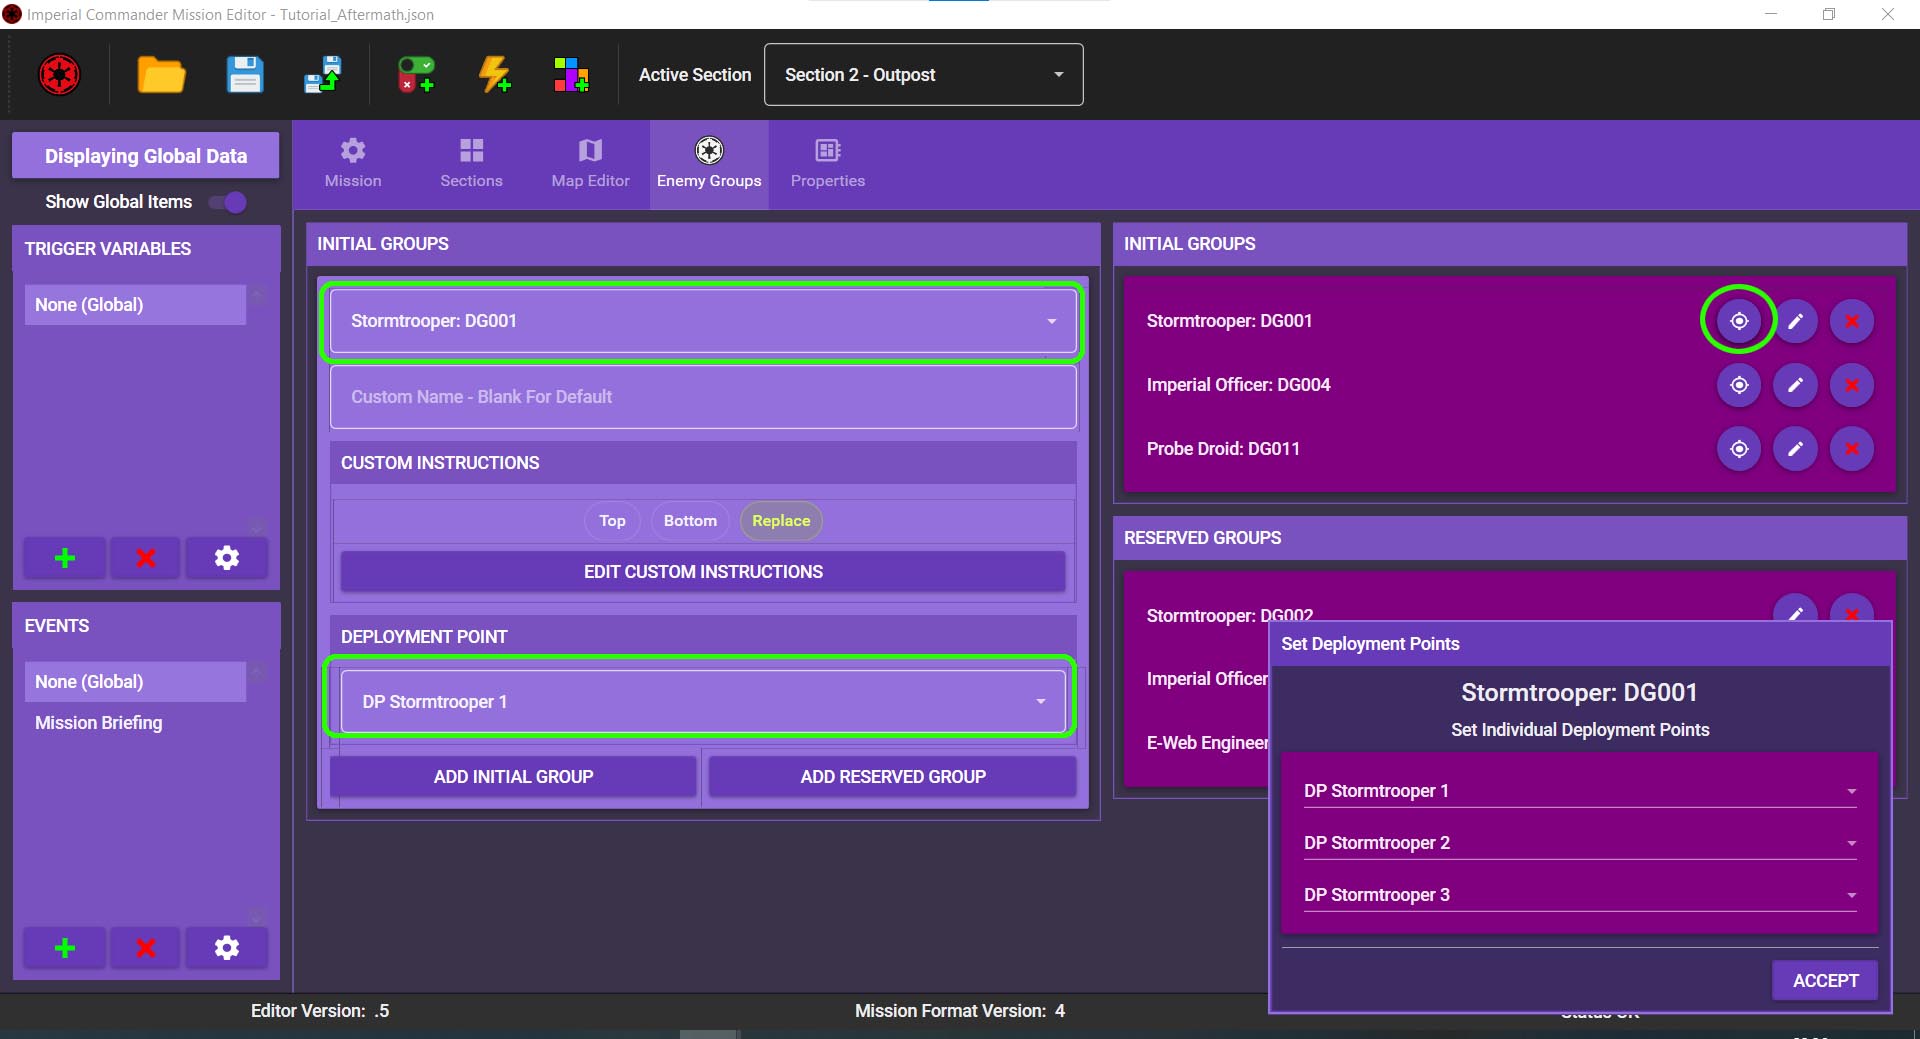 Imperial Commander Mission Editor - Tutorial_Aftermath.json
Active Section
Section 2 - Outpost
Displaying Global Data
Show Global Items
TRIGGER VARIABLES
None (Global)
EVENTS
None (Global)
Mission Briefing
Mission
Sections
Map Editor
Enemy Groups
Properties
INITIAL GROUPS
Stormtrooper: DG001
Custom Name - Blank For Default
CUSTOM INSTRUCTIONS
Top
Bottom
Replace
EDIT CUSTOM INSTRUCTIONS
DEPLOYMENT POINT
DP Stormtrooper 1
ADD INITIAL GROUP
ADD RESERVED GROUP
INITIAL GROUPS
Stormtrooper: DG001
Imperial Officer: DG004
Probe Droid: DG011
RESERVED GROUPS
Stormtrooper: DG002
Imperial Officer
E-Web Engineer
Set Deployment Points
Stormtrooper: DG001
Set Individual Deployment Points
DP Stormtrooper 1
DP Stormtrooper 2
DP Stormtrooper 3
ACCEPT
Editor Version: .5
Mission Format Version: 4